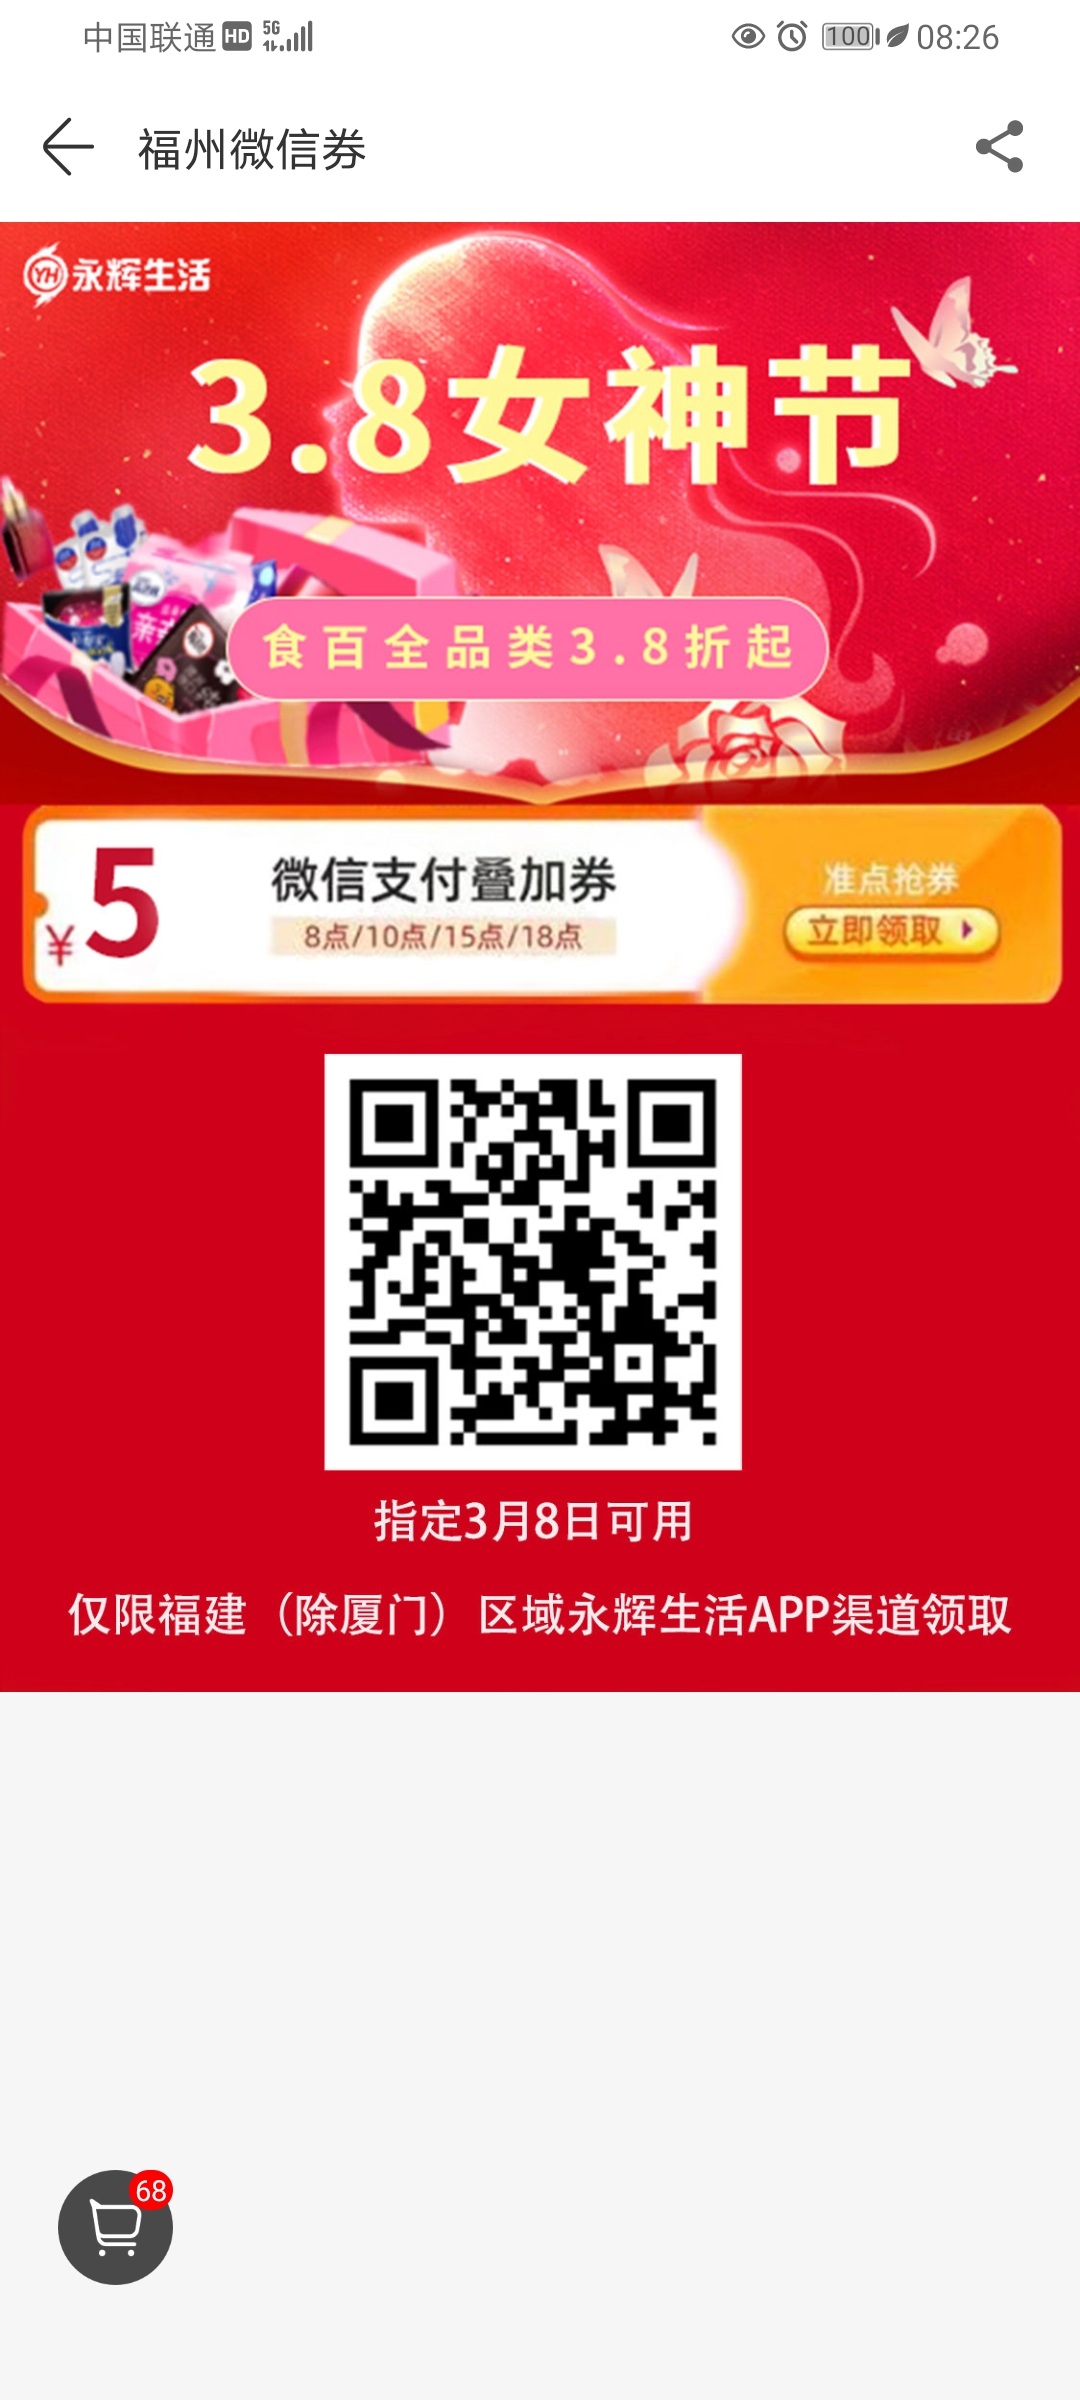 中国联通 HD 5G 100 08:26
福州微信券
YH 永辉生活
3.8女神节
食百全品类3.8折起
¥5
微信支付叠加券
8点/10点/15点/18点
准点抢券
立即领取
指定3月8日可用
仅限福建（除厦门）区域永辉生活APP渠道领取
68